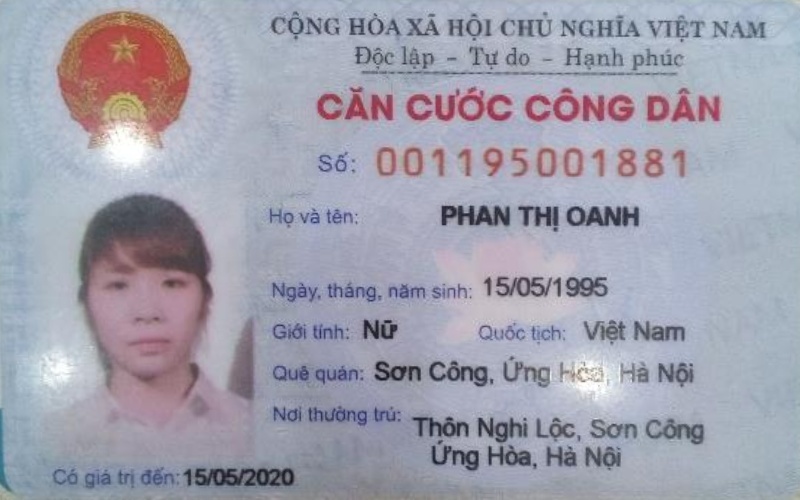 CỘNG HÒA XÃ HỘI CHỦ NGHĨA VIỆT NAM
Độc lập - Tự do - Hạnh phúc
CĂN CƯỚC CÔNG DÂN
Số: 001195001881
Họ và tên: PHAN THỊ OANH
Ngày, tháng, năm sinh: 15/05/1995
Giới tính: Nữ Quốc tịch: Việt Nam
Quê quán: Sơn Công, Ứng Hòa, Hà Nội
Nơi thường trú: Thôn Nghi Lộc, Sơn Công
Ứng Hòa, Hà Nội
Có giá trị đến: 15/05/2020